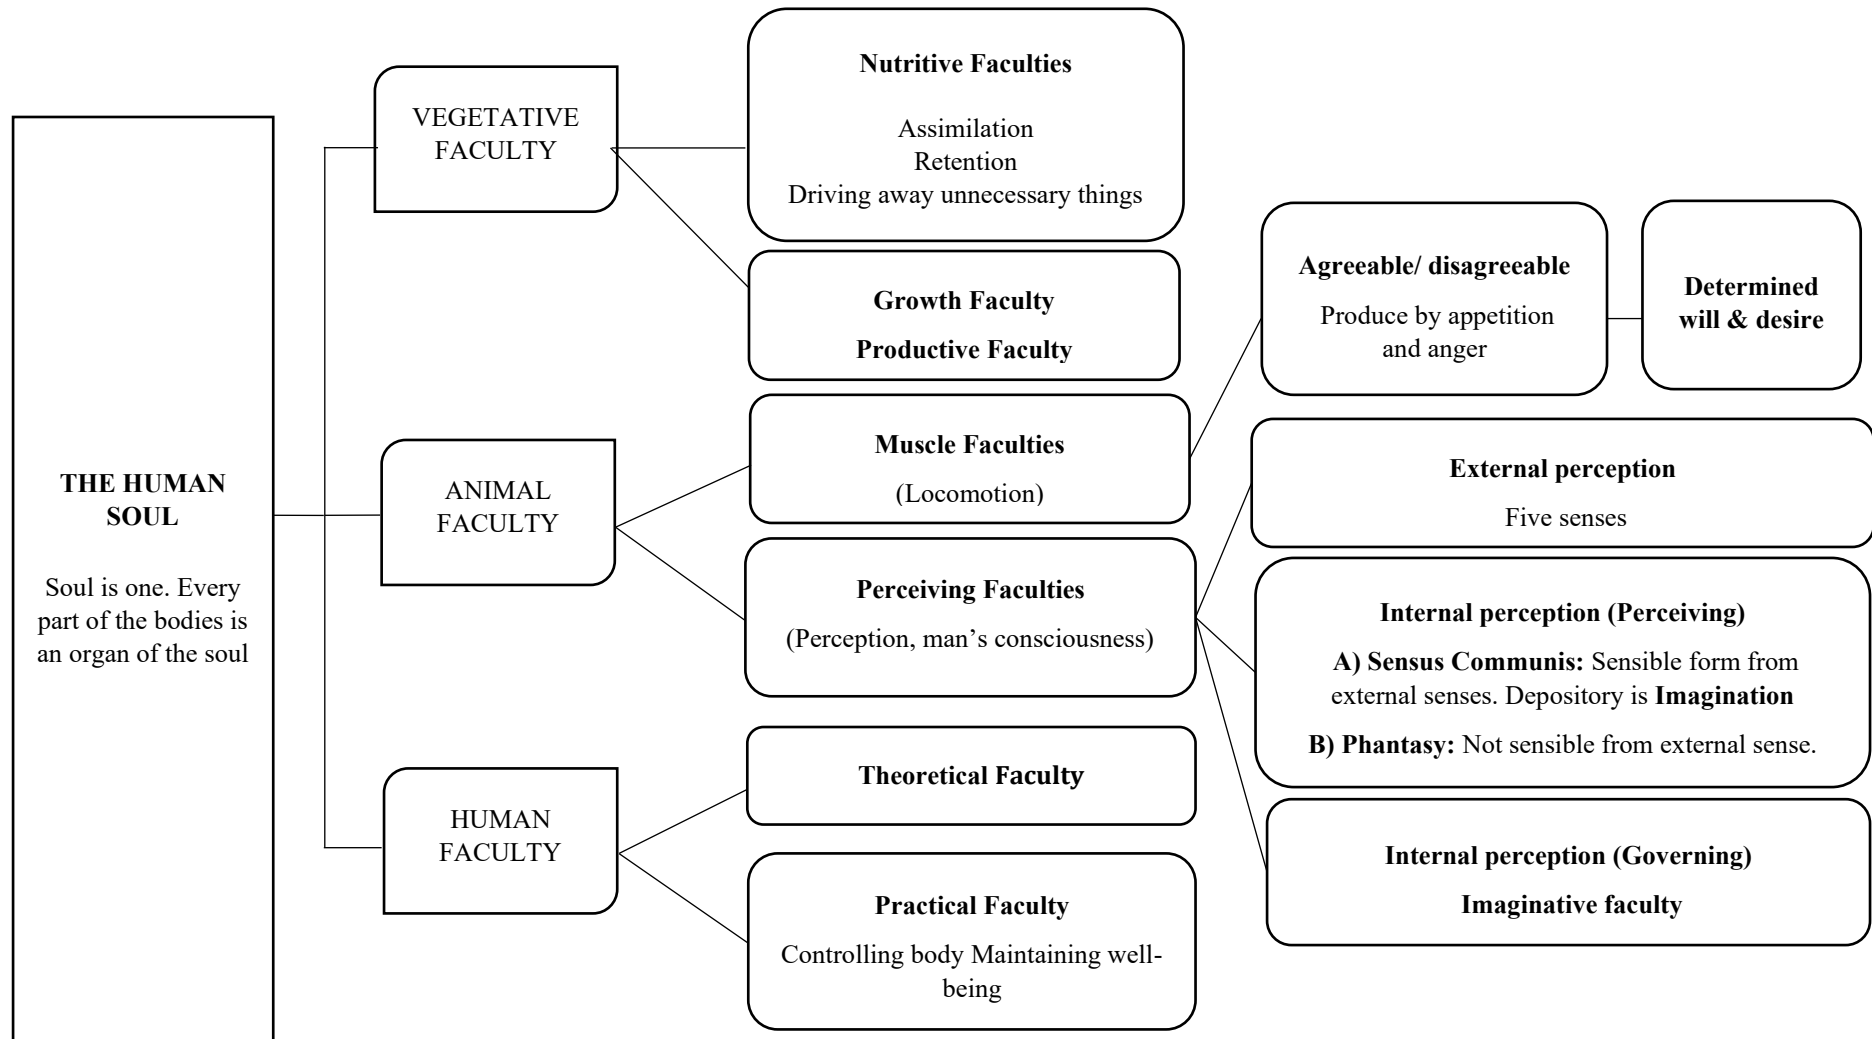 THE HUMAN
SOUL
Soul is one. Every
part of the bodies is
an organ of the soul
VEGETATIVE
FACULTY
Nutritive Faculties
Assimilation
Retention
Driving away unnecessary things
Growth Faculty
Productive Faculty
ANIMAL
FACULTY
Muscle Faculties
(Locomotion)
Agreeable/ disagreeable
Produce by appetition
and anger
Determined
will & desire
Perceiving Faculties
(Perception, man’s consciousness)
External perception
Five senses
Internal perception (Perceiving)
A) Sensus Communis: Sensible form from
external senses. Depository is Imagination
B) Phantasy: Not sensible from external sense.
Internal perception (Governing)
Imaginative faculty
HUMAN
FACULTY
Theoretical Faculty
Practical Faculty
Controlling body Maintaining well-
being